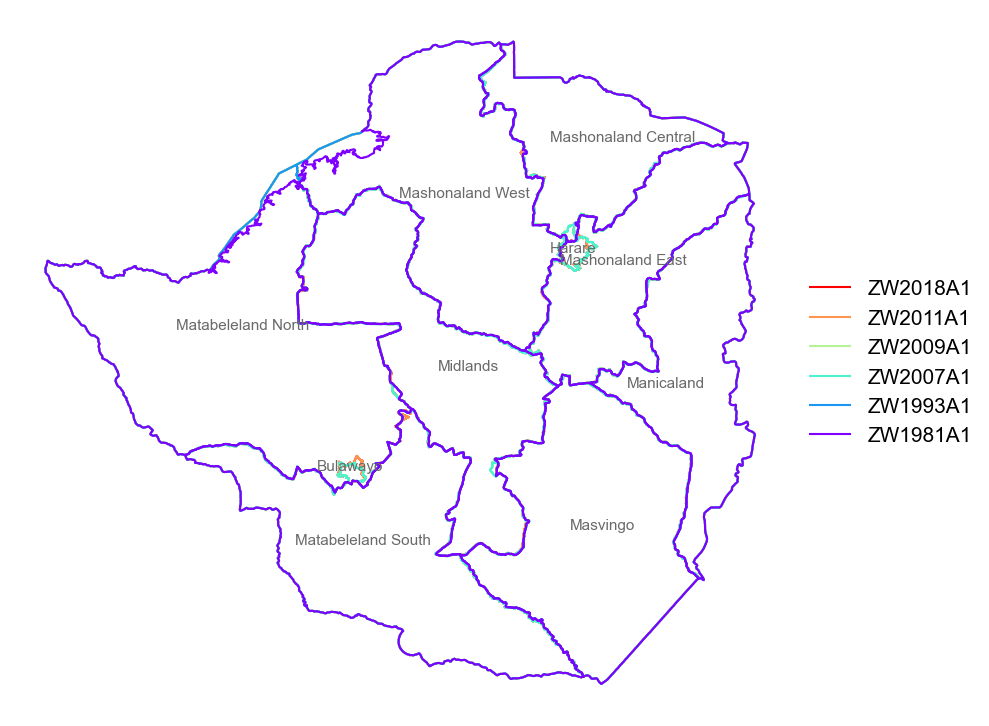 Mashonaland Central
Mashonaland West
Harare
Mashonaland East
Matabeleland North
Midlands
Manicaland
Bulawayo
Masvingo
Matabeleland South
ZW2018A1
ZW2011A1
ZW2009A1
ZW2007A1
ZW1993A1
ZW1981A1